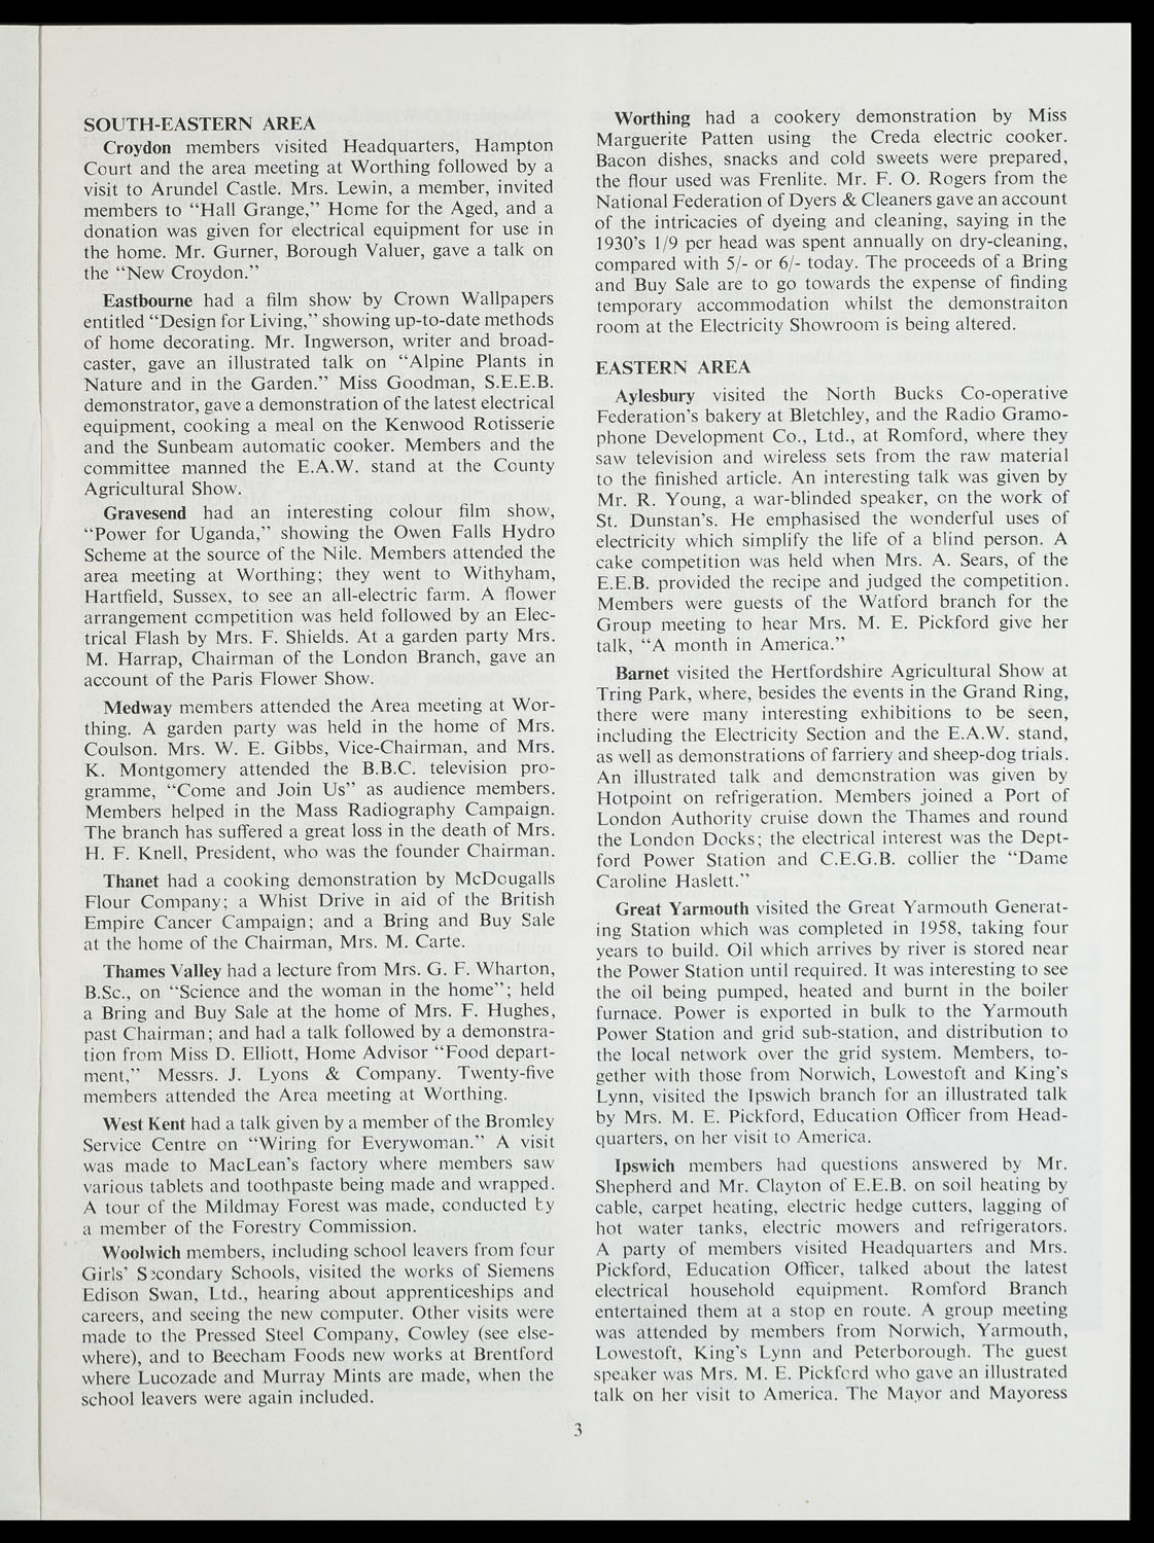 SOUTH-EASTERN AREA
Croydon members visited Headquarters, Hampton
Court and the area meeting at Worthing followed by a
visit to Arundel Castle. Mrs. Lewin, a member, invited
members to “Hall Grange,” Home for the Aged, and a
donation was given for electrical equipment for use in
the home. Mr. Gurner, Borough Valuer, gave a talk on
the “New Croydon.”
Eastbourne had a film show by Crown Wallpapers
entitled “Design for Living,” showing up-to-date methods
of home decorating. Mr. Ingwerson, writer and broad-
caster, gave an illustrated talk on “Alpine Plants in
Nature and in the Garden.” Miss Goodman, S.E.E.B.
demonstrator, gave a demonstration of the latest electrical
equipment, cooking a meal on the Kenwood Rotisserie
and the Sunbeam automatic cooker. Members and the
committee manned the E.A.W. stand at the County
Agricultural Show.
Gravesend had an interesting colour film show,
“Power for Uganda,” showing the Owen Falls Hydro
Scheme at the source of the Nile. Members attended the
area meeting at Worthing; they went to Withyham,
Hartfield, Sussex, to see an all-electric farm. A flower
arrangement competition was held followed by an Elec-
trical Flash by Mrs. F. Shields. At a garden party Mrs.
M. Harrap, Chairman of the London Branch, gave an
account of the Paris Flower Show.
Medway members attended the Area meeting at Wor-
thing. A garden party was held in the home of Mrs.
Coulson. Mrs. W. E. Gibbs, Vice-Chairman, and Mrs.
K. Montgomery attended the B.B.C. television pro-
gramme, “Come and Join Us” as audience members.
Members helped in the Mass Radiography Campaign.
The branch has suffered a great loss in the death of Mrs.
H. F. Knell, President, who was the founder Chairman.
Thanet had a cooking demonstration by McDougalls
Flour Company; a Whist Drive in aid of the British
Empire Cancer Campaign; and a Bring and Buy Sale
at the home of the Chairman, Mrs. M. Carte.
Thames Valley had a lecture from Mrs. G. F. Wharton,
B.Sc., on “Science and the woman in the home”; held
a Bring and Buy Sale at the home of Mrs. F. Hughes,
past Chairman; and had a talk followed by a demonstra-
tion from Miss D. Elliott, Home Advisor “Food depart-
ment,” Messrs. J. Lyons & Company. Twenty-five
members attended the Area meeting at Worthing.
West Kent had a talk given by a member of the Bromley
Service Centre on “Wiring for Everywoman.” A visit
was made to MacLean’s factory where members saw
various tablets and toothpaste being made and wrapped.
A tour of the Mildmay Forest was made, conducted by
a member of the Forestry Commission.
Woolwich members, including school leavers from four
Girls’ Secondary Schools, visited the works of Siemens
Edison Swan, Ltd., hearing about apprenticeships and
careers, and seeing the new computer. Other visits were
made to the Pressed Steel Company, Cowley (see else-
where), and to Beecham Foods new works at Brentford
where Lucozade and Murray Mints are made, when the
school leavers were again included.
Worthing had a cookery demonstration by Miss
Marguerite Patten using the Creda electric cooker.
Bacon dishes, snacks and cold sweets were prepared,
the flour used was Frenlite. Mr. F. O. Rogers from the
National Federation of Dyers & Cleaners gave an account
of the intricacies of dyeing and cleaning, saying in the
1930’s 1/9 per head was spent annually on dry-cleaning,
compared with 5/- or 6/- today. The proceeds of a Bring
and Buy Sale are to go towards the expense of finding
temporary accommodation whilst the demonstraiton
room at the Electricity Showroom is being altered.
EASTERN AREA
Aylesbury visited the North Bucks Co-operative
Federation’s bakery at Bletchley, and the Radio Gramo-
phone Development Co., Ltd., at Romford, where they
saw television and wireless sets from the raw material
to the finished article. An interesting talk was given by
Mr. R. Young, a war-blinded speaker, on the work of
St. Dunstan’s. He emphasised the wonderful uses of
electricity which simplify the life of a blind person. A
cake competition was held when Mrs. A. Sears, of the
E.E.B. provided the recipe and judged the competition.
Members were guests of the Watford branch for the
Group meeting to hear Mrs. M. E. Pickford give her
talk, “A month in America.”
Barnet visited the Hertfordshire Agricultural Show at
Tring Park, where, besides the events in the Grand Ring,
there were many interesting exhibitions to be seen,
including the Electricity Section and the E.A.W. stand,
as well as demonstrations of farriery and sheep-dog trials.
An illustrated talk and demonstration was given by
Hotpoint on refrigeration. Members joined a Port of
London Authority cruise down the Thames and round
the London Docks; the electrical interest was the Dept-
ford Power Station and C.E.G.B. collier the “Dame
Caroline Haslett.”
Great Yarmouth visited the Great Yarmouth Generat-
ing Station which was completed in 1958, taking four
years to build. Oil which arrives by river is stored near
the Power Station until required. It was interesting to see
the oil being pumped, heated and burnt in the boiler
furnace. Power is exported in bulk to the Yarmouth
Power Station and grid sub-station, and distribution to
the local network over the grid system. Members, to-
gether with those from Norwich, Lowestoft and King’s
Lynn, visited the Ipswich branch for an illustrated talk
by Mrs. M. E. Pickford, Education Officer from Head-
quarters, on her visit to America.
Ipswich members had questions answered by Mr.
Shepherd and Mr. Clayton of E.E.B. on soil heating by
cable, carpet heating, electric hedge cutters, lagging of
hot water tanks, electric mowers and refrigerators.
A party of members visited Headquarters and Mrs.
Pickford, Education Officer, talked about the latest
electrical household equipment. Romford Branch
entertained them at a stop en route. A group meeting
was attended by members from Norwich, Yarmouth,
Lowestoft, King’s Lynn and Peterborough. The guest
speaker was Mrs. M. E. Pickford who gave an illustrated
talk on her visit to America. The Mayor and Mayoress
3